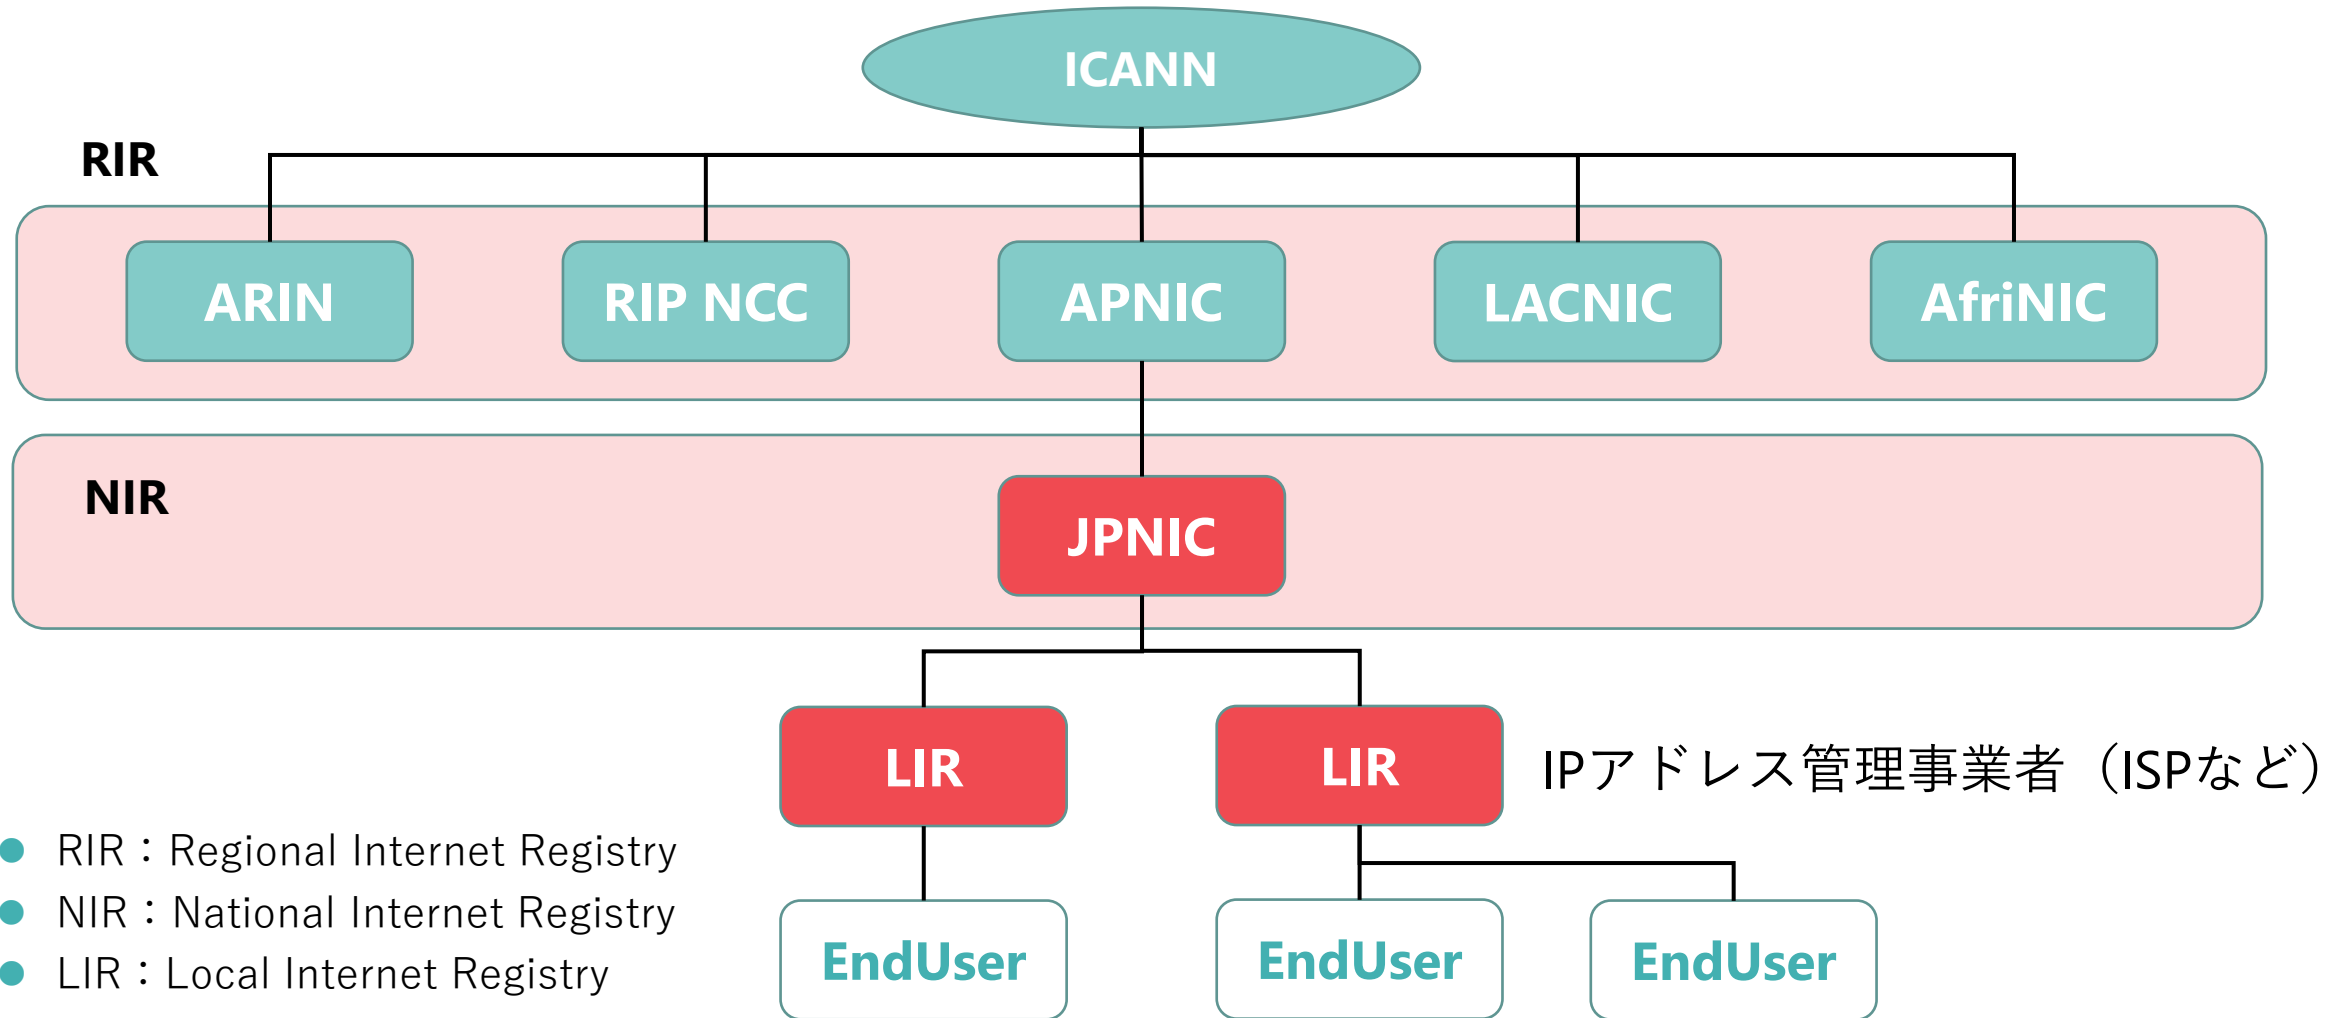 ICANN
RIR
ARIN
RIP NCC
APNIC
LACNIC
AfriNIC
NIR
JPNIC
LIR
LIR
IPアドレス管理事業者（ISPなど）
RIR：Regional Internet Registry
NIR：National Internet Registry
LIR：Local Internet Registry
EndUser
EndUser
EndUser